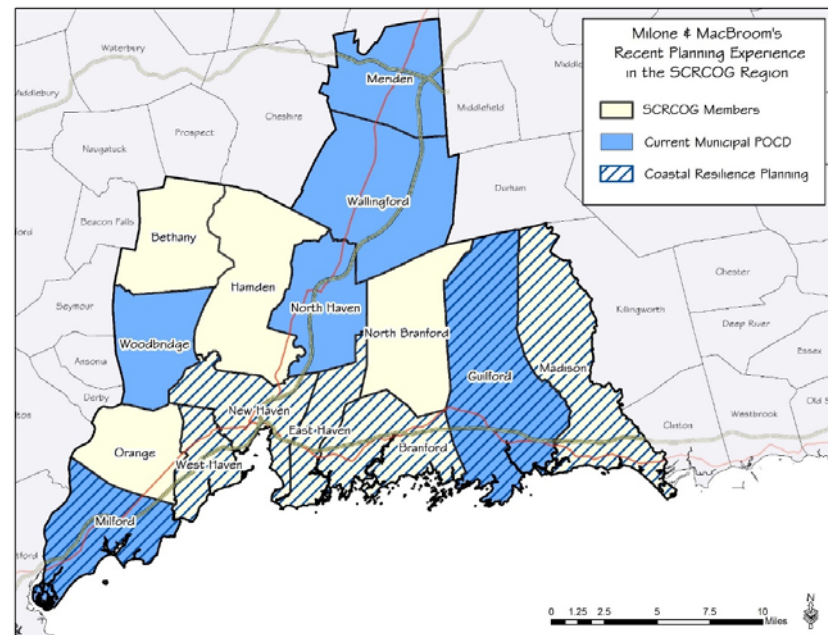 Milone & MacBroom's
Recent Planning Experience
in the SCRCOG Region
SCRCOG Members
Current Municipal POCD
Coastal Resilience Planning
Waterbury
Middlebury
Meriden
Middlefield
Cheshire
Prospect
Naugatuck
Wallingford
Durham
Beacon Falls
Bethany
Hamden
Chester
Seymour
North Haven
Killingworth
Deep River
Woodbridge
North Branford
Ansonia
Guilford
Madison
Essex
Derby
New Haven
East Haven
Clinton
Westbrook
Orange
West Haven
Branford
Milford
0 1.25 2.5 5 7.5 10
Miles
N